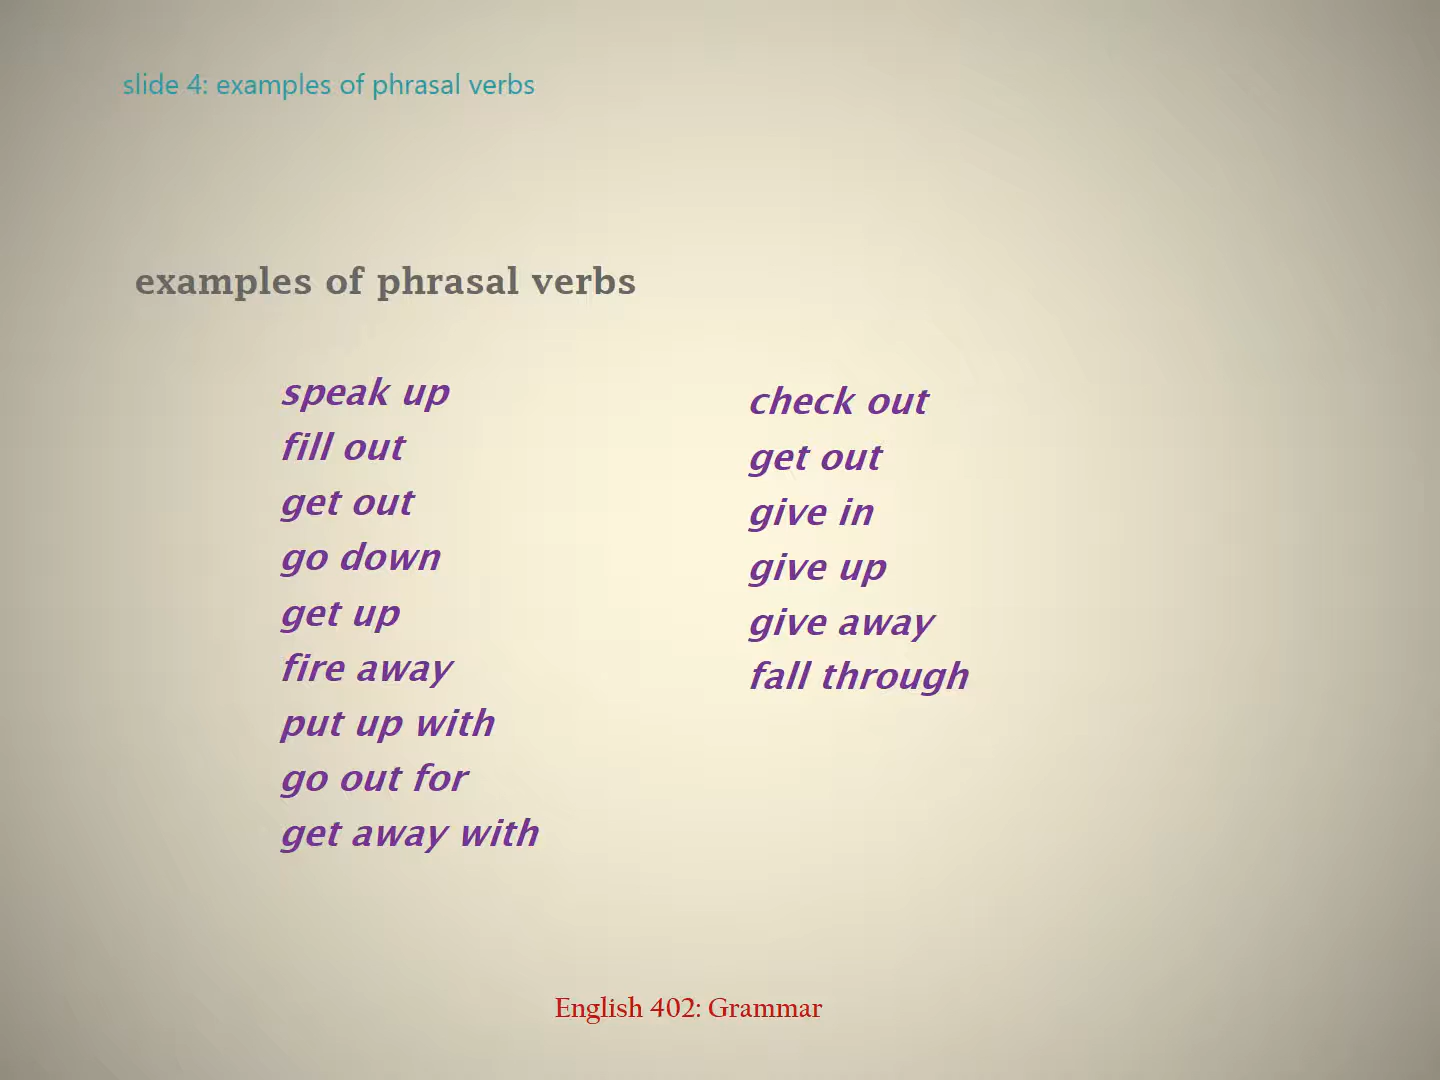 slide 4: examples of phrasal verbs
examples of phrasal verbs
speak up
fill out
get out
go down
get up
fire away
put up with
go out for
get away with
check out
get out
give in
give up
give away
fall through
English 402: Grammar